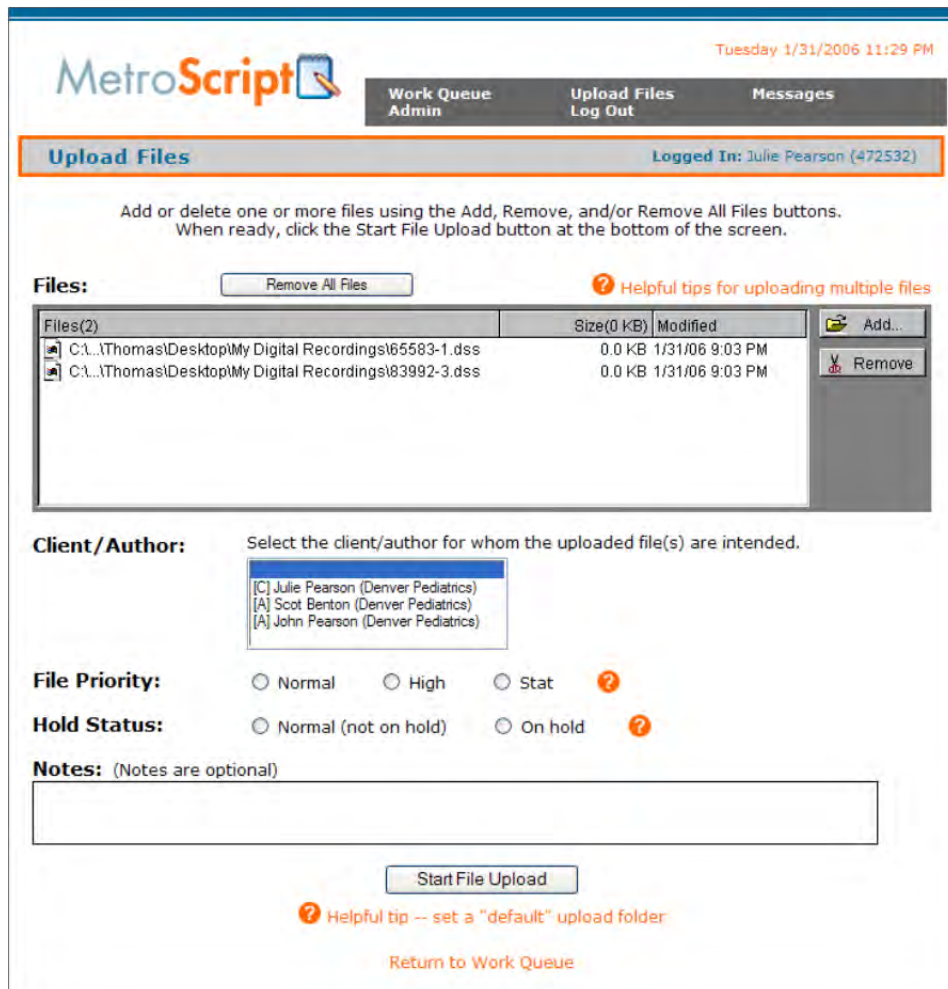 Tuesday 1/31/2006 11:29 PM
MetroScript
Work Queue Upload Files Messages
Admin Log Out
Upload Files Logged In: Julie Pearson (472532)
Add or delete one or more files using the Add, Remove, and/or Remove All Files buttons.
When ready, click the Start File Upload button at the bottom of the screen.
Files: Remove All Files ? Helpful tips for uploading multiple files
Files(2) Size(0 KB) Modified Add...
C:\...\Thomas\Desktop\My Digital Recordings\65583-1.dss 0.0 KB 1/31/06 9:03 PM
C:\...\Thomas\Desktop\My Digital Recordings\83992-3.dss 0.0 KB 1/31/06 9:03 PM
Remove
Client/Author: Select the client/author for whom the uploaded file(s) are intended.
[C] Julie Pearson (Denver Pediatrics)
[A] Scot Benton (Denver Pediatrics)
[A] John Pearson (Denver Pediatrics)
File Priority: Normal High Stat ?
Hold Status: Normal (not on hold) On hold ?
Notes: (Notes are optional)
Start File Upload
? Helpful tip -- set a "default" upload folder
Return to Work Queue